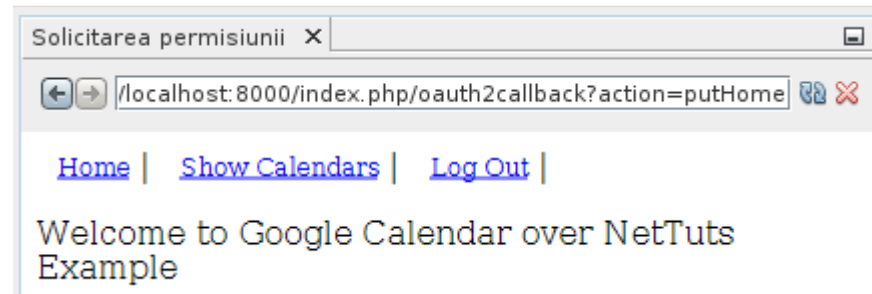 Solicitarea permisiunii
/localhost:8000/index.php/oauth2callback?action=putHome
Home | Show Calendars | Log Out |
Welcome to Google Calendar over NetTuts
Example